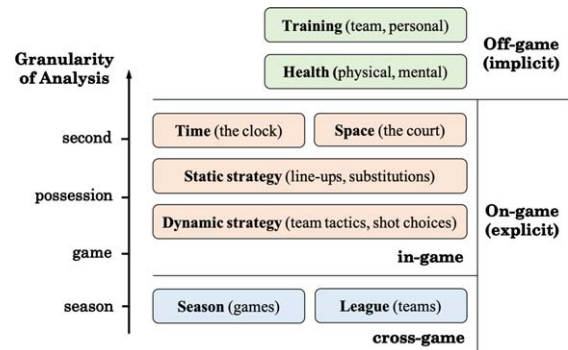 Granularity
of Analysis
second
possession
game
season
Training (team, personal)
Health (physical, mental)
Off-game
(implicit)
Time (the clock)
Space (the court)
Static strategy (line-ups, substitutions)
Dynamic strategy (team tactics, shot choices)
in-game
On-game
(explicit)
Season (games)
League (teams)
cross-game